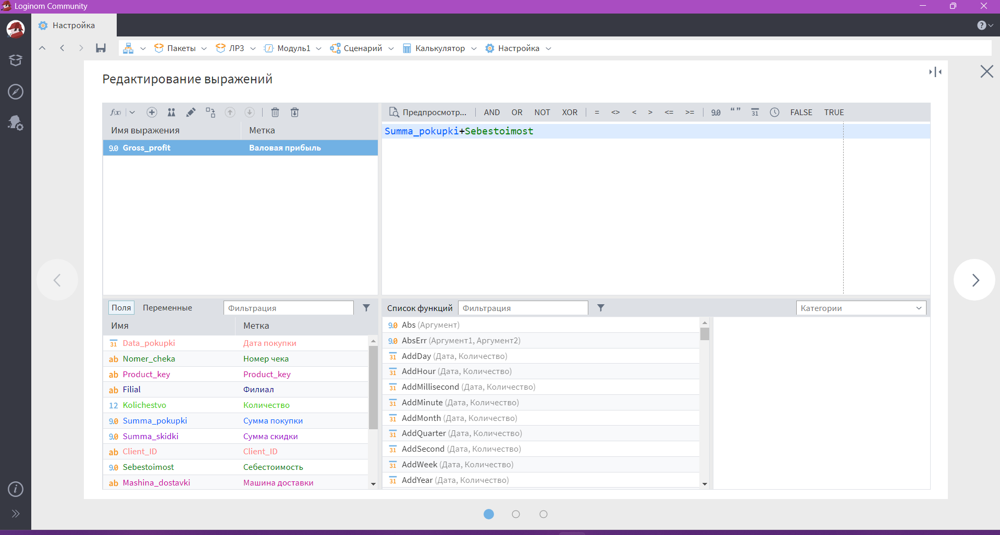 Loginom Community
Настройка
Пакеты ЛР3 Модуль1 Сценарий Калькулятор Настройка
Редактирование выражений
f(x) Предпросмотр... AND OR NOT XOR = <> < > <= >= 9.0 “ ” 31 FALSE TRUE
Имя выражения Метка
Summa_pokupki+Sebestoimost
9.0 Gross_profit Валовая прибыль
Поля Переменные Фильтрация
Имя Метка
31 Data_pokupki Дата покупки
ab Nomer_cheka Номер чека
ab Product_key Product_key
ab Filial Филиал
12 Kolichestvo Количество
9.0 Summa_pokupki Сумма покупки
9.0 Summa_skidki Сумма скидки
ab Client_ID Client_ID
9.0 Sebestoimost Себестоимость
ab Mashina_dostavki Машина доставки
Список функций Фильтрация Категории
9.0 Abs (Аргумент)
9.0 AbsErr (Аргумент1, Аргумент2)
31 AddDay (Дата, Количество)
31 AddHour (Дата, Количество)
31 AddMillisecond (Дата, Количество)
31 AddMinute (Дата, Количество)
31 AddMonth (Дата, Количество)
31 AddQuarter (Дата, Количество)
31 AddSecond (Дата, Количество)
31 AddWeek (Дата, Количество)
31 AddYear (Дата, Количество)